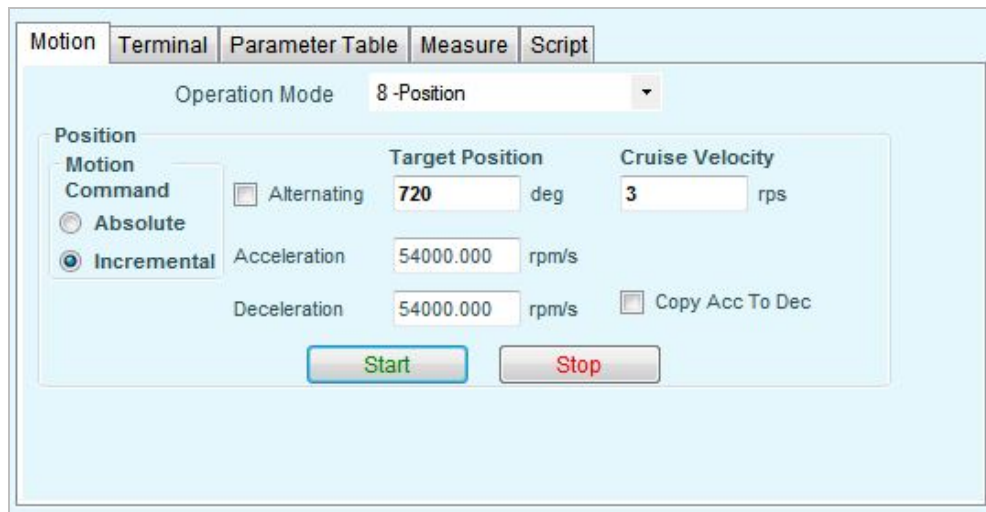 Motion Terminal Parameter Table Measure Script
Operation Mode 8 -Position
Position
Motion Command
Target Position Cruise Velocity
Alternating 720 deg 3 rps
Absolute
Incremental
Acceleration 54000.000 rpm/s
Deceleration 54000.000 rpm/s Copy Acc To Dec
Start Stop